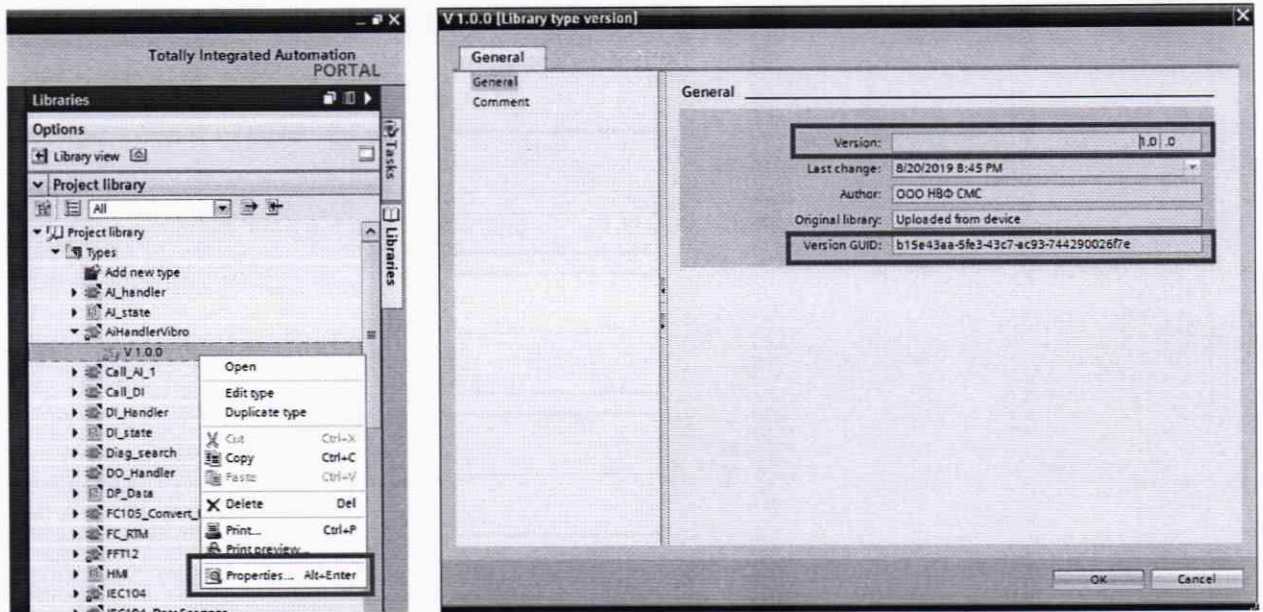 Totally Integrated Automation
PORTAL
Libraries
Options
Library view
Project library
All
Project library
Types
Add new type
AI_handler
AI_state
AiHandlerVibro
V 1.0.0
Call_AI_1
Call_DI
DI_Handler
DI_state
Diag_search
DO_Handler
DP_Data
FC105_Convert_
FC_RTM
FFT12
HMI
IEC104
Open
Edit type
Duplicate type
Cut Ctrl+X
Copy Ctrl+C
Paste Ctrl+V
Delete Del
Print... Ctrl+P
Print preview...
Properties... Alt+Enter
Tasks
Libraries
V 1.0.0 [Library type version]
General
General
Comment
General
Version: 1.0 .0
Last change: 8/20/2019 8:45 PM
Author: ООО НВФ СМС
Original library: Uploaded from device
Version GUID: b15e43aa-5fe3-43c7-ac93-744290026f7e
OK Cancel